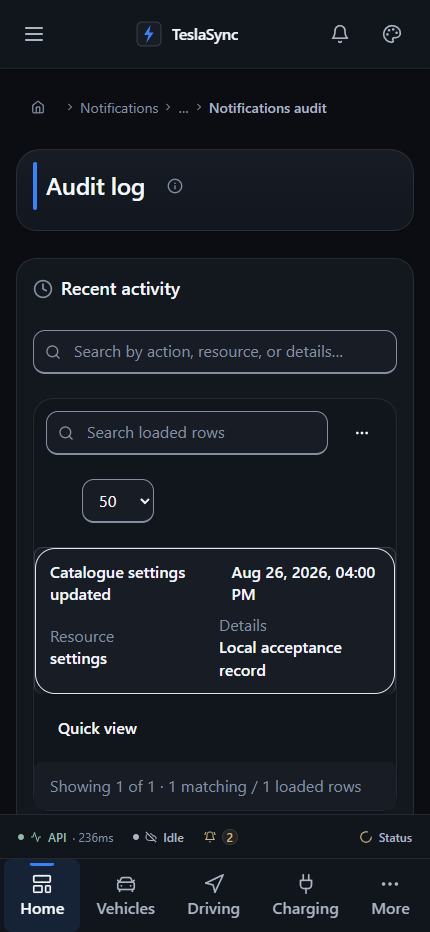 TeslaSync
Notifications
...
Notifications audit
Audit log
Recent activity
Search by action, resource, or details...
Search loaded rows
50
Catalogue settings
updated
Aug 26, 2026, 04:00
PM
Resource
settings
Details
Local acceptance
record
Quick view
Showing 1 of 1 · 1 matching / 1 loaded rows
API · 236ms
Idle
2
Status
Home
Vehicles
Driving
Charging
More